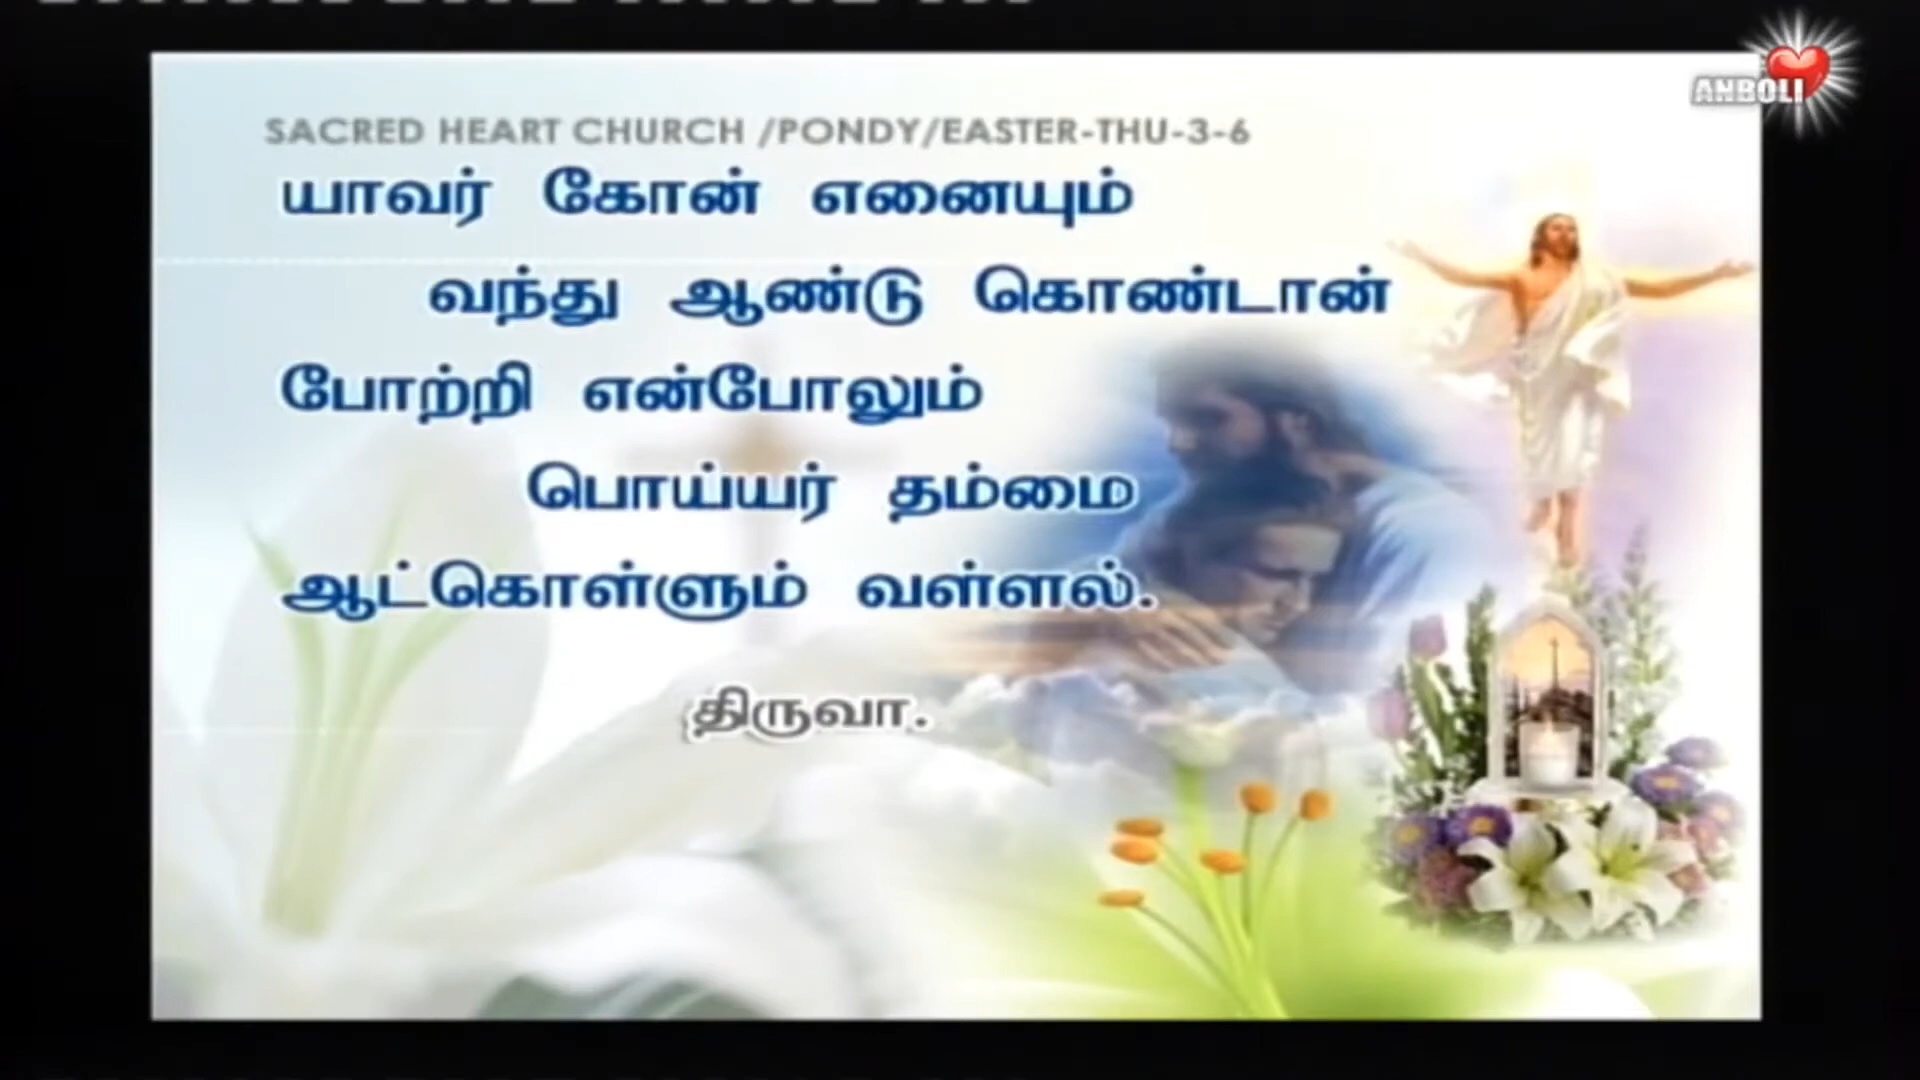 ANBOLI
SACRED HEART CHURCH /PONDY/EASTER-THU-3-6
யாவர் கோன் எனையும்
வந்து ஆண்டு கொண்டான்
போற்றி என்போலும்
பொய்யர் தம்மை
ஆட்கொள்ளும் வள்ளல்.
திருவா.